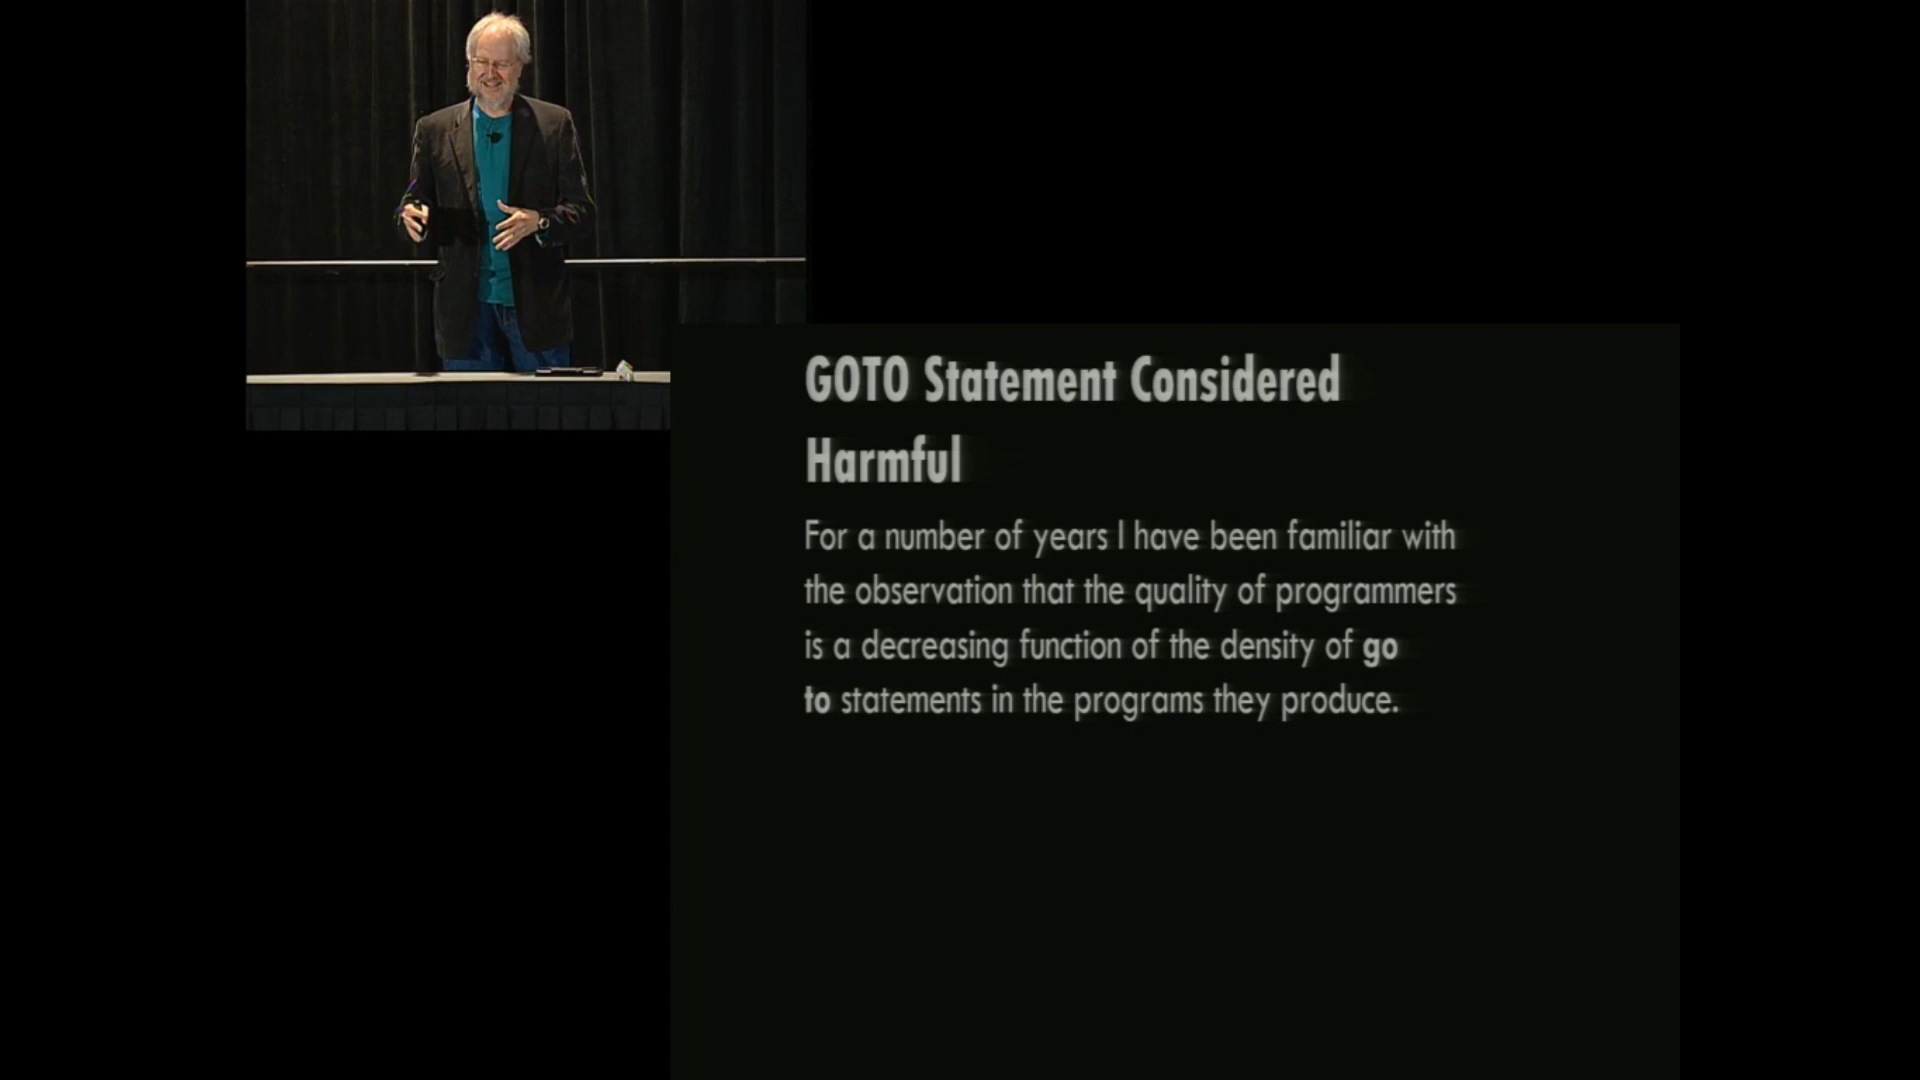 GOTO Statement Considered
Harmful
For a number of years I have been familiar with
the observation that the quality of programmers
is a decreasing function of the density of go
to statements in the programs they produce.